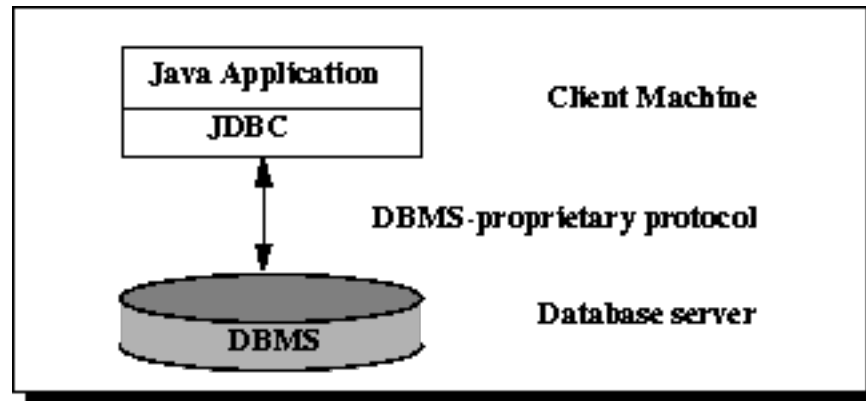 Java Application
Client Machine
JDBC
DBMS-proprietary protocol
Database server
DBMS